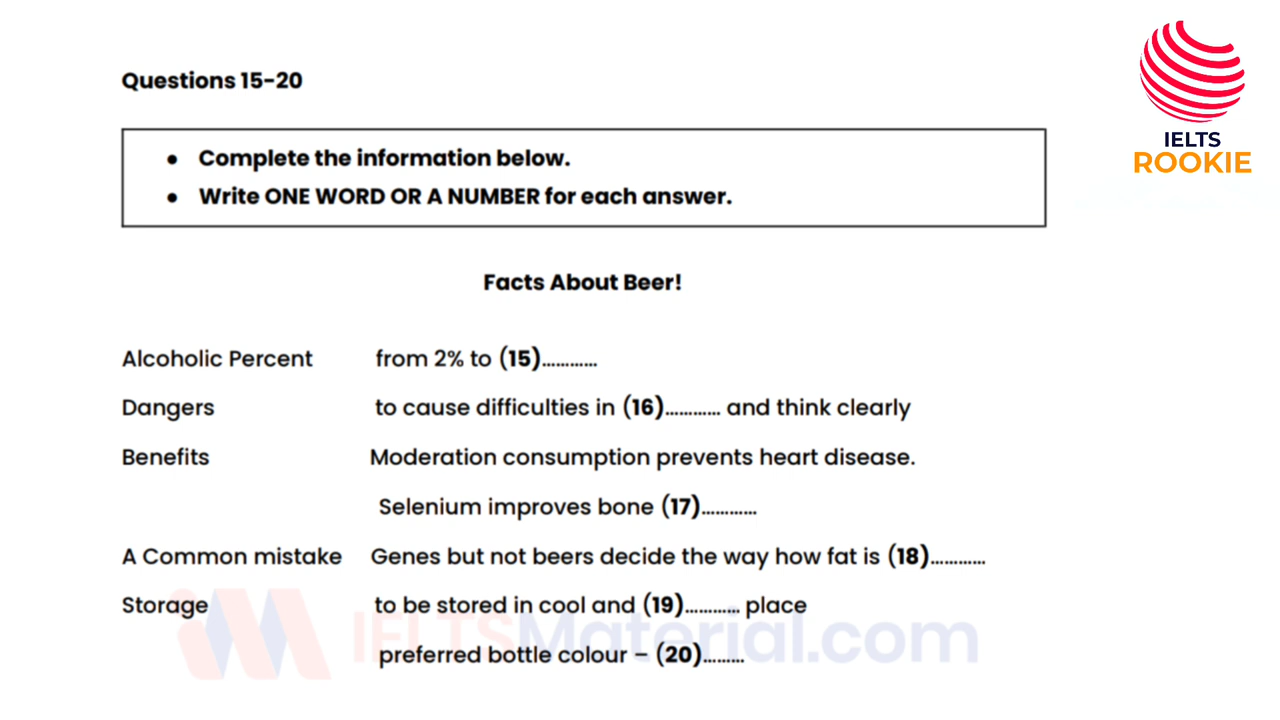 IELTS
ROOKIE
Questions 15-20
● Complete the information below.
● Write ONE WORD OR A NUMBER for each answer.
Facts About Beer!
Alcoholic Percent from 2% to (15)............
Dangers to cause difficulties in (16)............ and think clearly
Benefits Moderation consumption prevents heart disease.
Selenium improves bone (17)............
A Common mistake Genes but not beers decide the way how fat is (18)............
Storage to be stored in cool and (19)............ place
IELTSMaterial.com
preferred bottle colour – (20).........